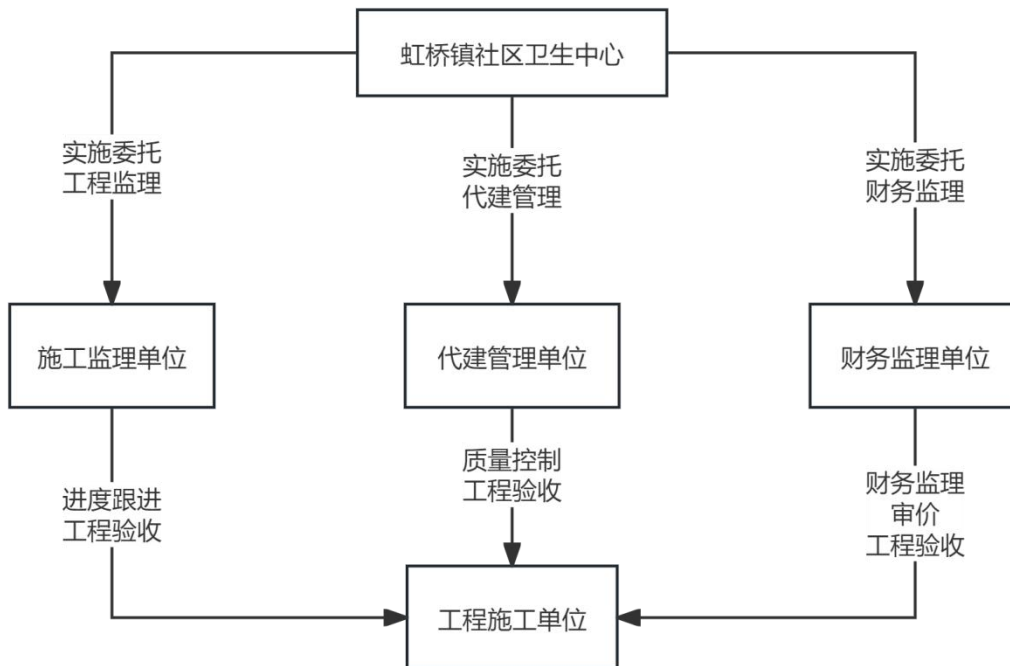 虹桥镇社区卫生中心
实施委托
工程监理
实施委托
代建管理
实施委托
财务监理
施工监理单位
代建管理单位
财务监理单位
进度跟进
工程验收
质量控制
工程验收
财务监理
审价
工程验收
工程施工单位